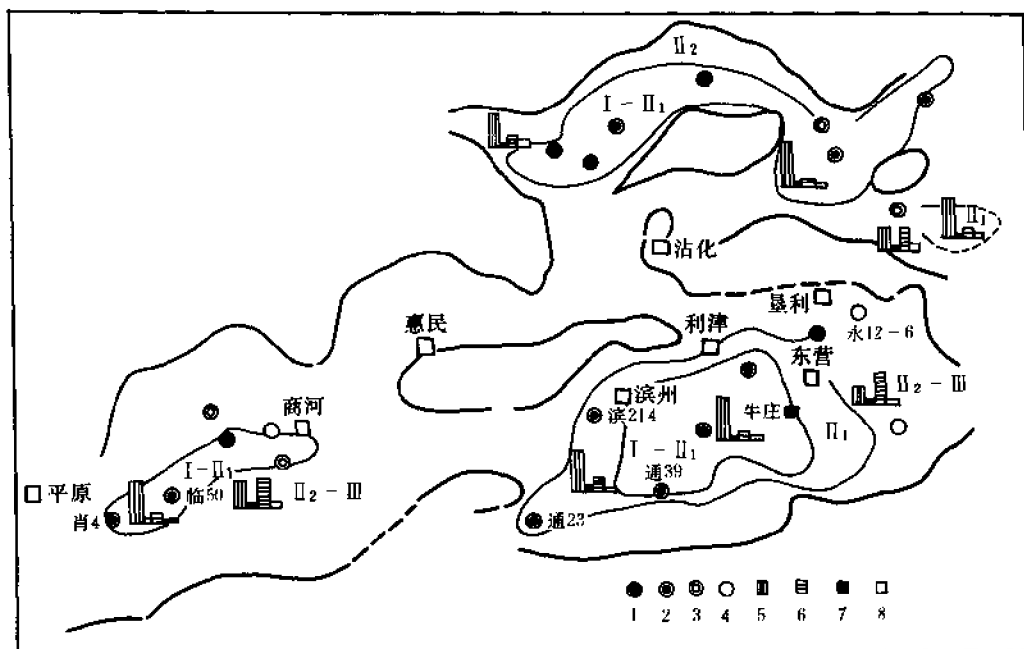 Ⅱ₂
Ⅰ-Ⅱ₁
Ⅱ₁
沾化
垦利
永12-6
惠民
利津
东营
Ⅱ₂-Ⅲ
滨州
滨214
牛庄
商河
Ⅰ-Ⅱ₁
Ⅱ₁
Ⅰ-Ⅱ₁
通39
平原
临59
Ⅱ₂-Ⅲ
肖4
通23
1 2 3 4 5 6 7 8